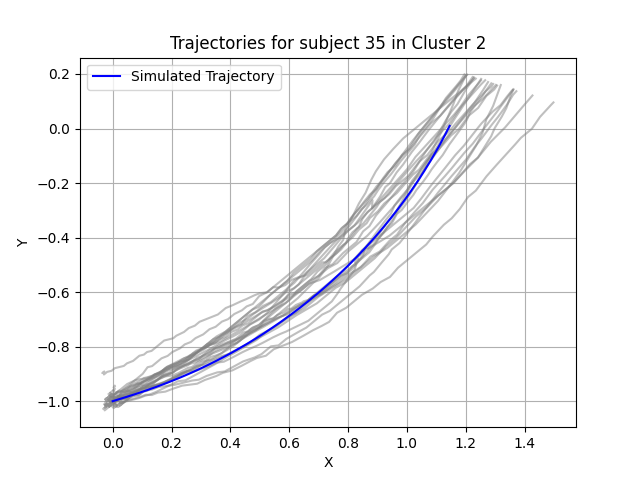 Trajectories for subject 35 in Cluster 2
Simulated Trajectory
0.2
0.0
−0.2
−0.4
−0.6
−0.8
−1.0
Y
0.0 0.2 0.4 0.6 0.8 1.0 1.2 1.4
X